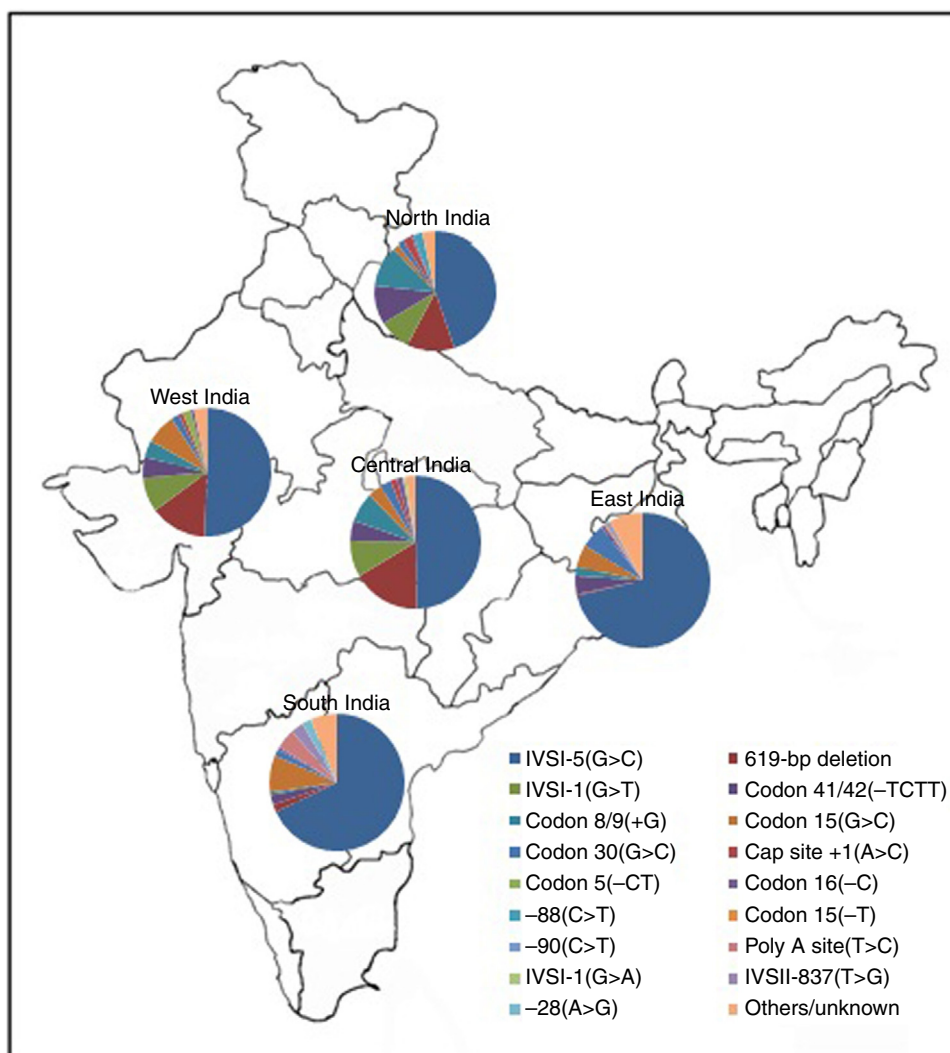 North India
West India
Central India
East India
South India
IVSI-5(G>C)
619-bp deletion
IVSI-1(G>T)
Codon 41/42(–TCTT)
Codon 8/9(+G)
Codon 15(G>C)
Codon 30(G>C)
Cap site +1(A>C)
Codon 5(–CT)
Codon 16(–C)
–88(C>T)
Codon 15(–T)
–90(C>T)
Poly A site(T>C)
IVSI-1(G>A)
IVSII-837(T>G)
–28(A>G)
Others/unknown